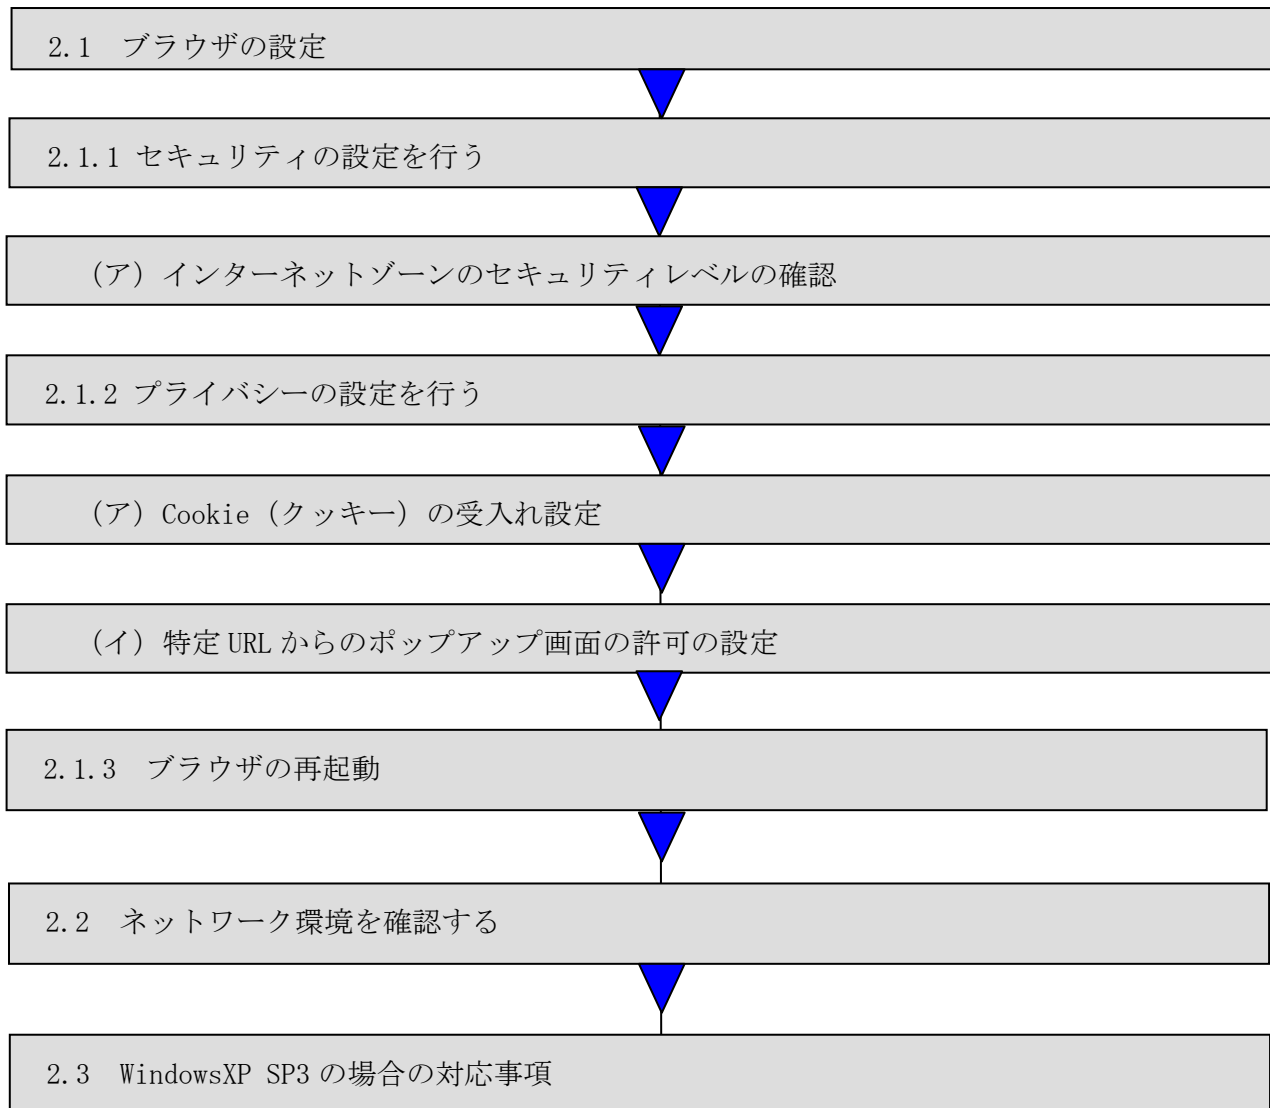 2.1　ブラウザの設定
2.1.1 セキュリティの設定を行う
（ア）インターネットゾーンのセキュリティレベルの確認
2.1.2 プライバシーの設定を行う
（ア）Cookie（クッキー）の受入れ設定
（イ）特定 URL からのポップアップ画面の許可の設定
2.1.3　ブラウザの再起動
2.2　ネットワーク環境を確認する
2.3　WindowsXP SP3 の場合の対応事項